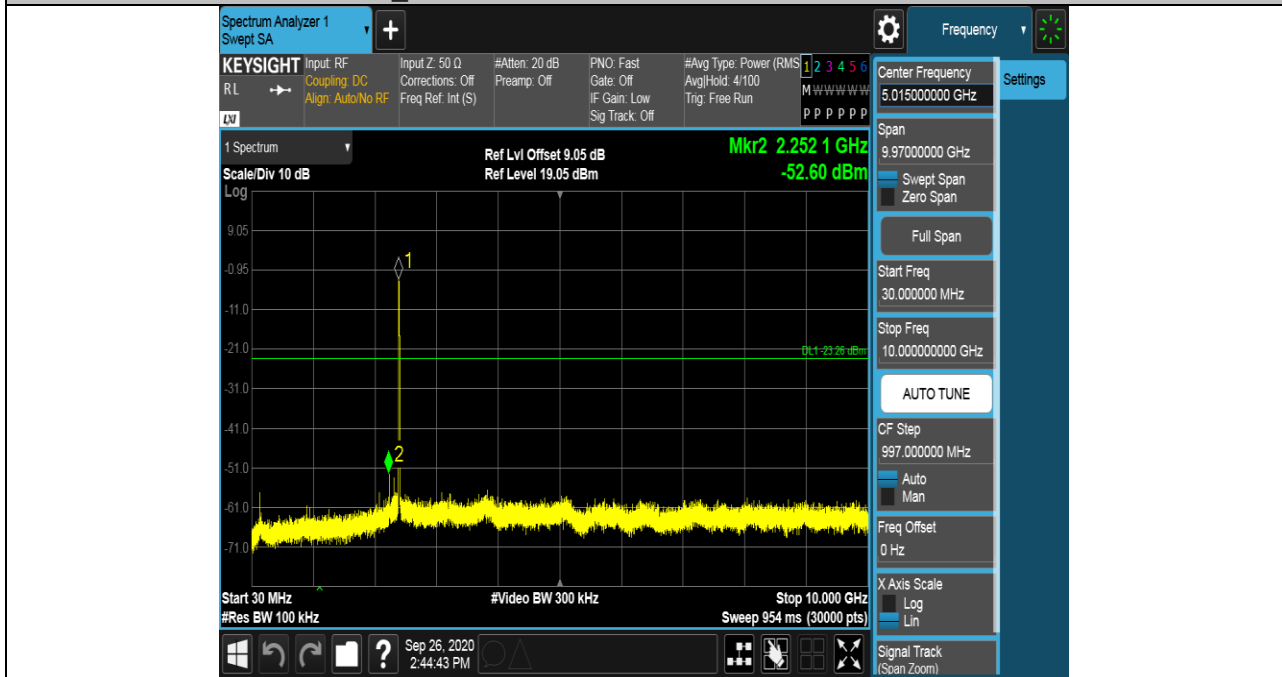 Spectrum Analyzer 1
Swept SA
+
Frequency
KEYSIGHT
RL
LXI
Input: RF
Coupling: DC
Align: Auto/No RF
Input Z: 50 Ω
Corrections: Off
Freq Ref: Int (S)
#Atten: 20 dB
Preamp: Off
PNO: Fast
Gate: Off
IF Gain: Low
Sig Track: Off
#Avg Type: Power (RMS
Avg|Hold: 4/100
Trig: Free Run
1 2 3 4 5 6
M W W W W W
P P P P P P
1 Spectrum
Scale/Div 10 dB
Log
Ref Lvl Offset 9.05 dB
Ref Level 19.05 dBm
Mkr2 2.252 1 GHz
-52.60 dBm
9.05
-0.95
-11.0
-21.0
-31.0
-41.0
-51.0
-61.0
-71.0
1
2
DL1 -23.26 dBm
Start 30 MHz
#Res BW 100 kHz
#Video BW 300 kHz
Stop 10.000 GHz
Sweep 954 ms (30000 pts)
Center Frequency
5.015000000 GHz
Settings
Span
9.97000000 GHz
Swept Span
Zero Span
Full Span
Start Freq
30.000000 MHz
Stop Freq
10.000000000 GHz
AUTO TUNE
CF Step
997.000000 MHz
Auto
Man
Freq Offset
0 Hz
X Axis Scale
Log
Lin
Signal Track
(Span Zoom)
?
Sep 26, 2020
2:44:43 PM